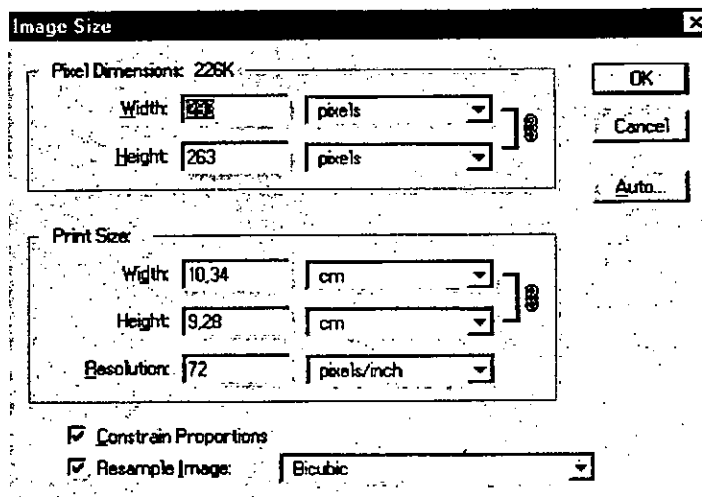 Image Size
Pixel Dimensions: 226K
OK
Width: pixels
Cancel
Height: 263 pixels
Auto...
Print Size:
Width: 10,34 cm
Height: 9,28 cm
Resolution: 72 pixels/inch
Constrain Proportions
Resample Image: Bicubic